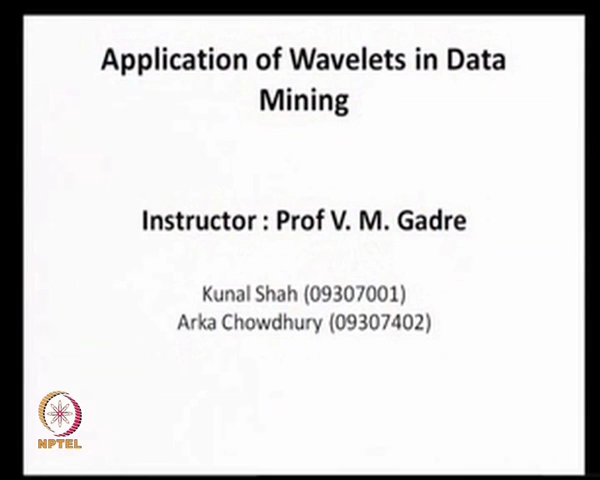 Application of Wavelets in Data
Mining
Instructor : Prof V. M. Gadre
Kunal Shah (09307001)
Arka Chowdhury (09307402)
NPTEL